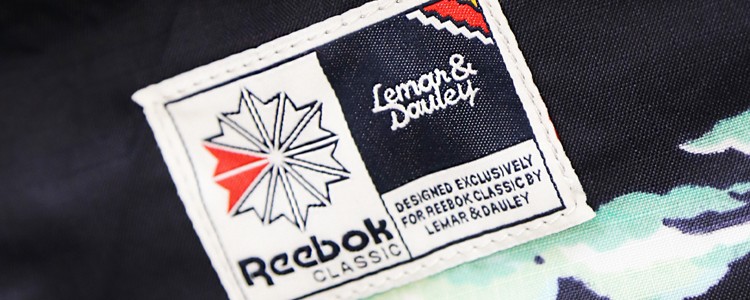 Lemar &
Dauley
Reebok
CLASSIC
DESIGNED EXCLUSIVELY
FOR REEBOK CLASSIC BY
LEMAR & DAULEY